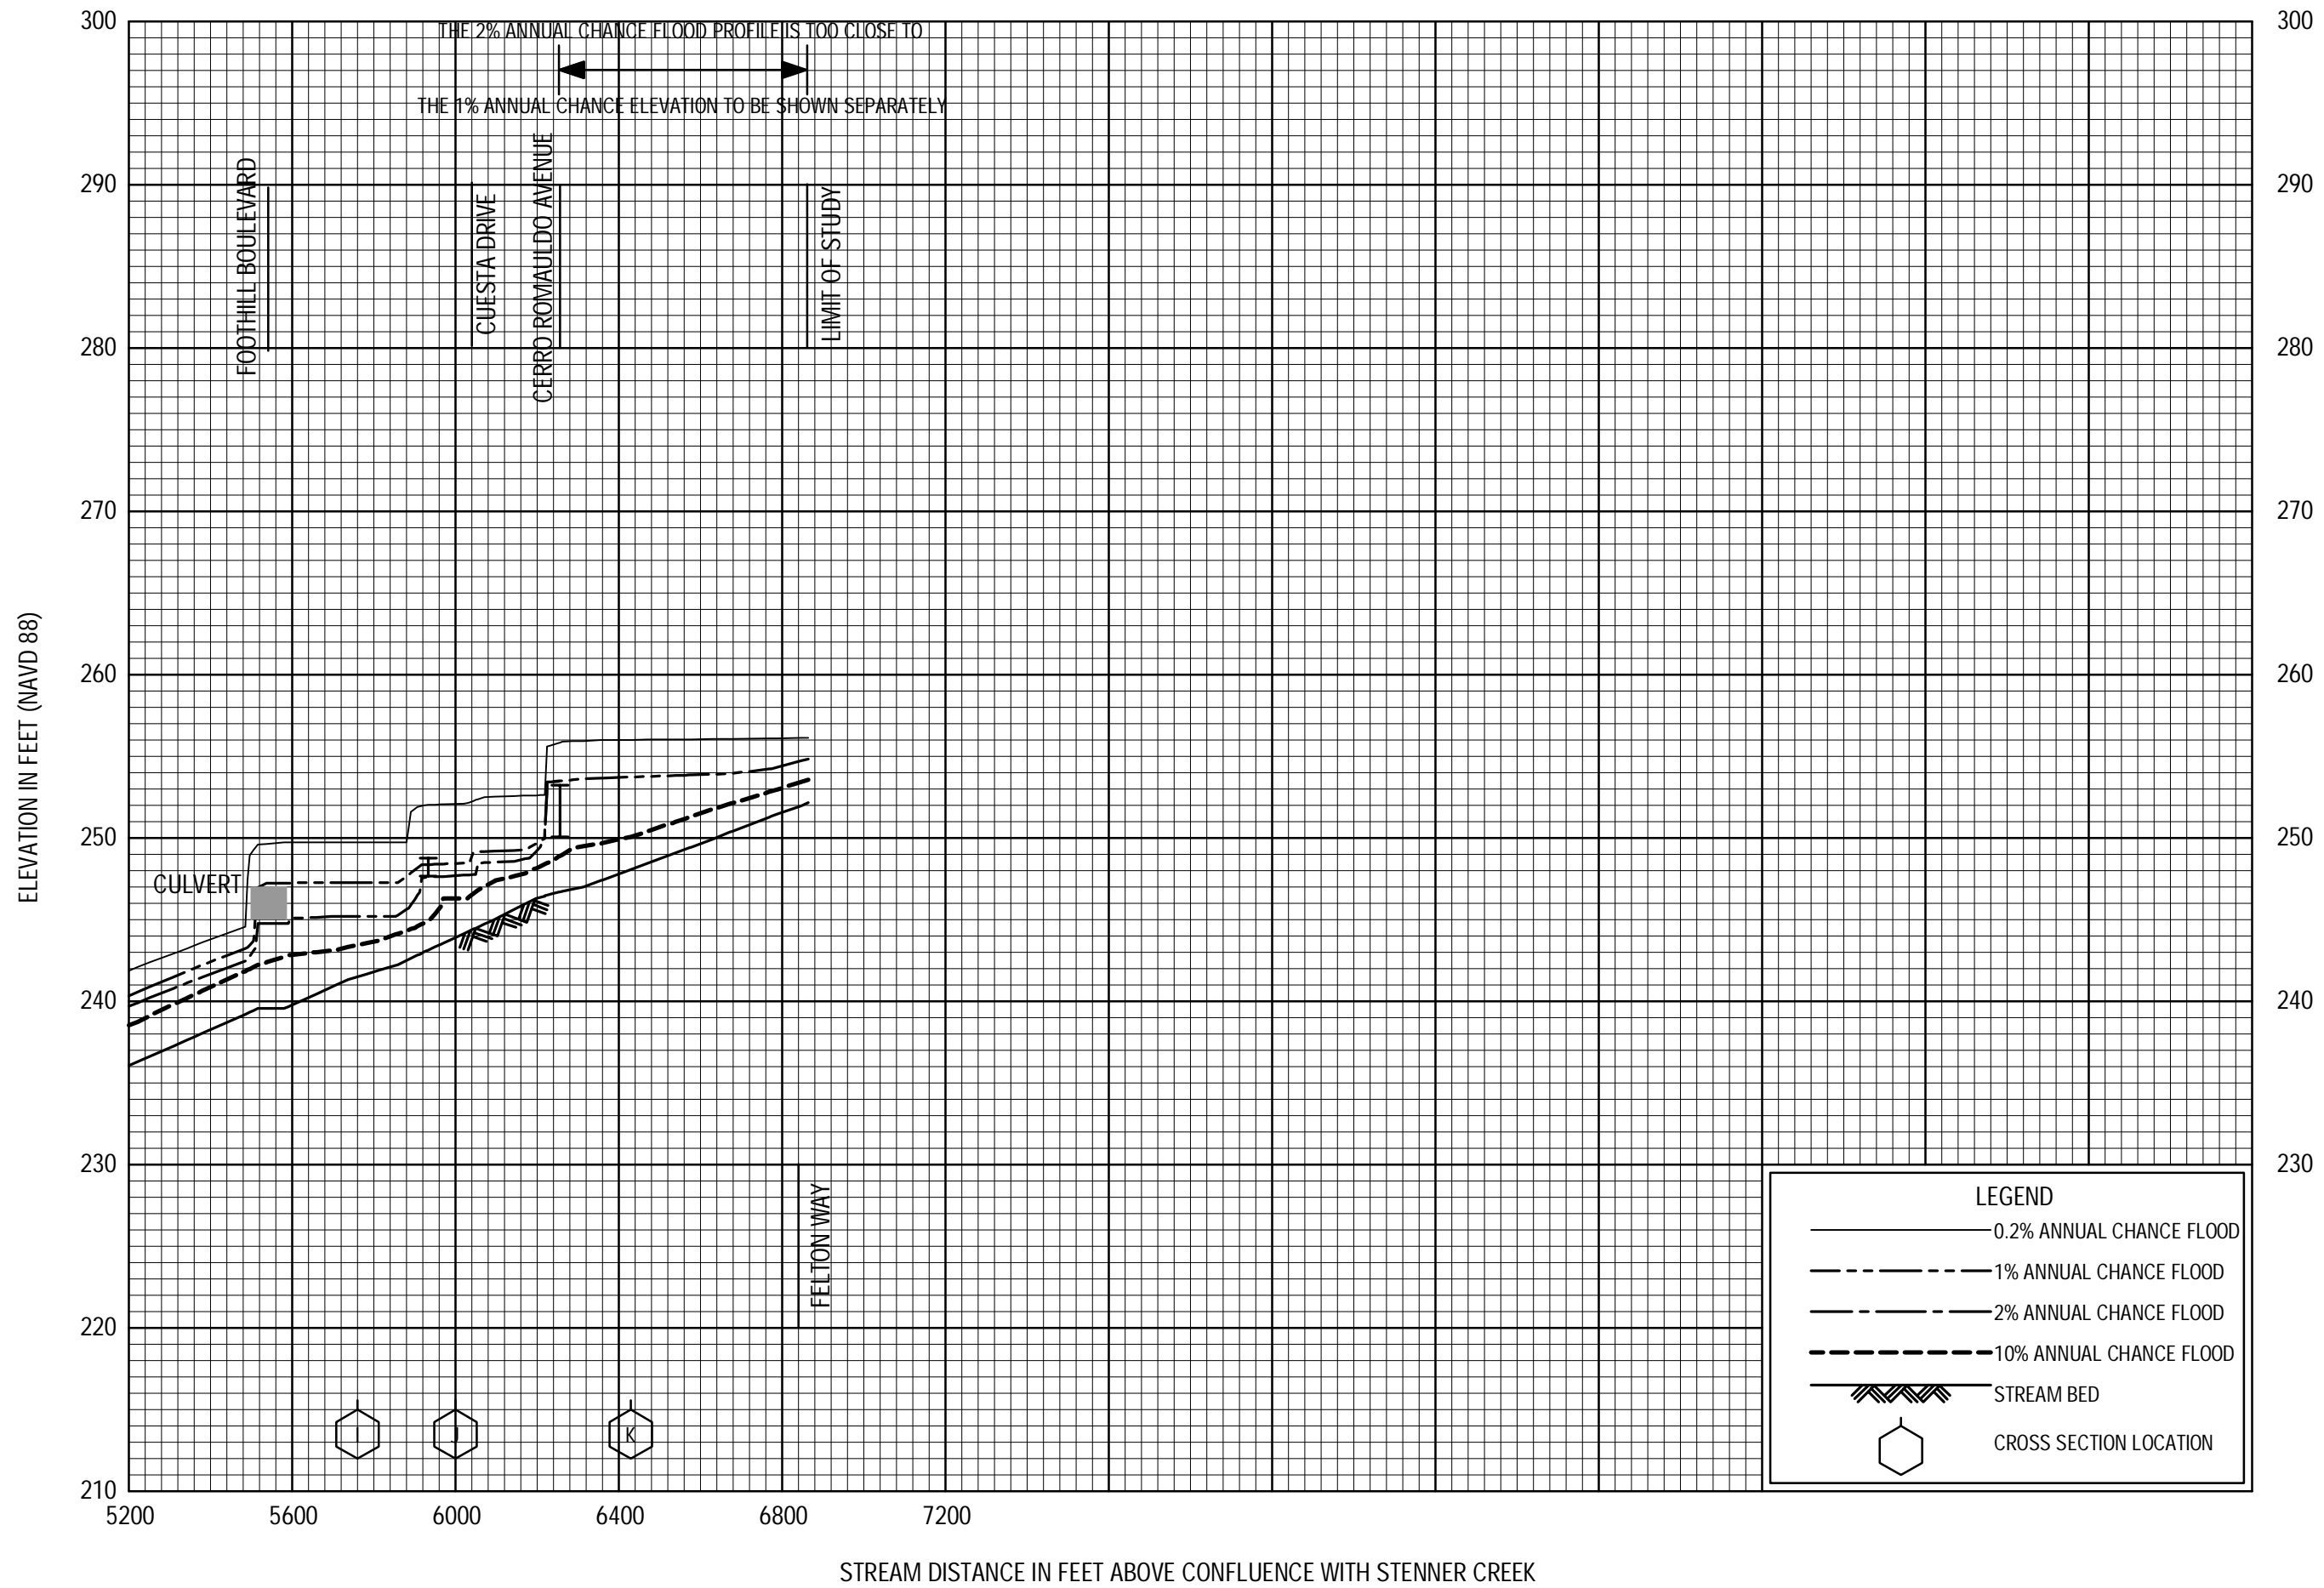 THE 2% ANNUAL CHANCE FLOOD PROFILE IS TOO CLOSE TO
THE 1% ANNUAL CHANCE ELEVATION TO BE SHOWN SEPARATELY
300
300
290
290
280
280
270
270
260
260
250
250
240
240
230
230
220
210
ELEVATION IN FEET (NAVD 88)
FOOTHILL BOULEVARD
CUESTA DRIVE
CERRO ROMAULDO AVENUE
LIMIT OF STUDY
CULVERT
FELTON WAY
I
J
K
LEGEND
0.2% ANNUAL CHANCE FLOOD
1% ANNUAL CHANCE FLOOD
2% ANNUAL CHANCE FLOOD
10% ANNUAL CHANCE FLOOD
STREAM BED
CROSS SECTION LOCATION
5200
5600
6000
6400
6800
7200
STREAM DISTANCE IN FEET ABOVE CONFLUENCE WITH STENNER CREEK